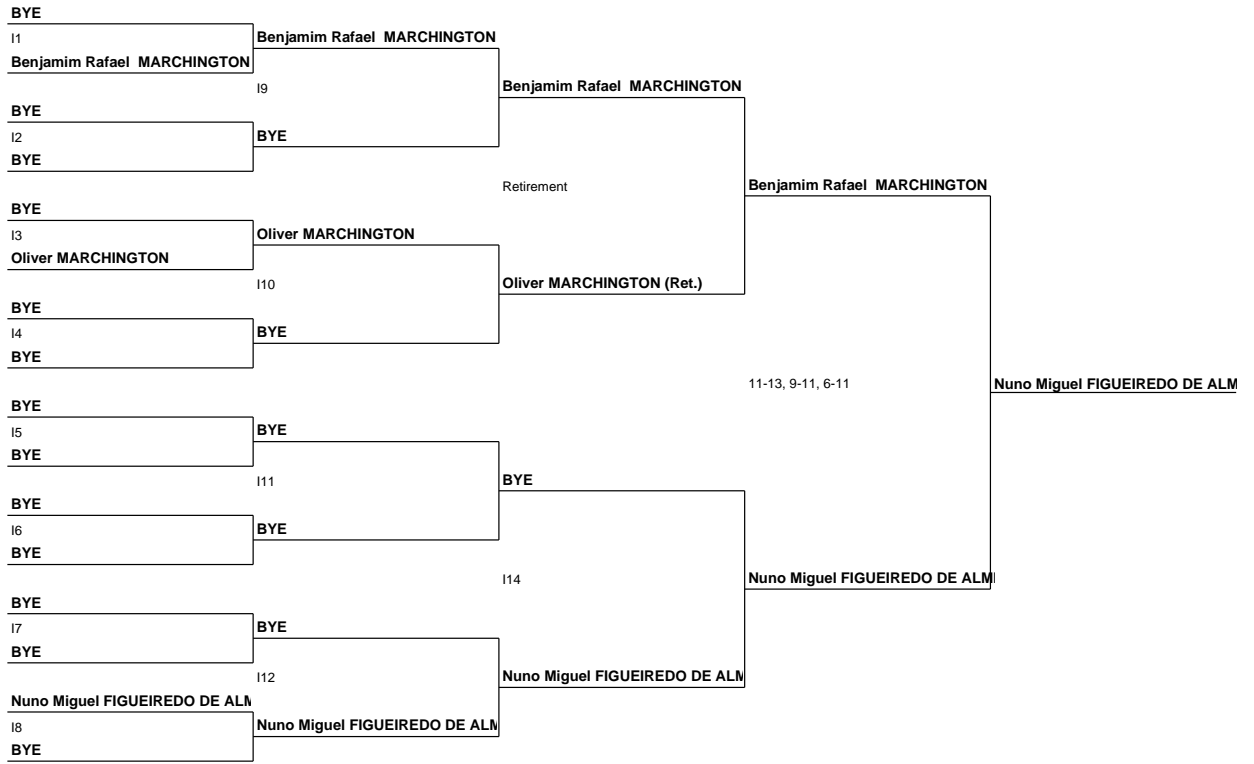 BYE
I1
Benjamim Rafael MARCHINGTON
Benjamim Rafael MARCHINGTON
I9
Benjamim Rafael MARCHINGTON
BYE
I2
BYE
BYE
Retirement
Benjamim Rafael MARCHINGTON
BYE
I3
Oliver MARCHINGTON
Oliver MARCHINGTON
I10
Oliver MARCHINGTON (Ret.)
BYE
I4
BYE
BYE
11-13, 9-11, 6-11
Nuno Miguel FIGUEIREDO DE ALM
BYE
I5
BYE
BYE
I11
BYE
BYE
I6
BYE
BYE
I14
Nuno Miguel FIGUEIREDO DE ALM
BYE
I7
BYE
BYE
I12
Nuno Miguel FIGUEIREDO DE ALM
Nuno Miguel FIGUEIREDO DE ALM
I8
Nuno Miguel FIGUEIREDO DE ALM
BYE